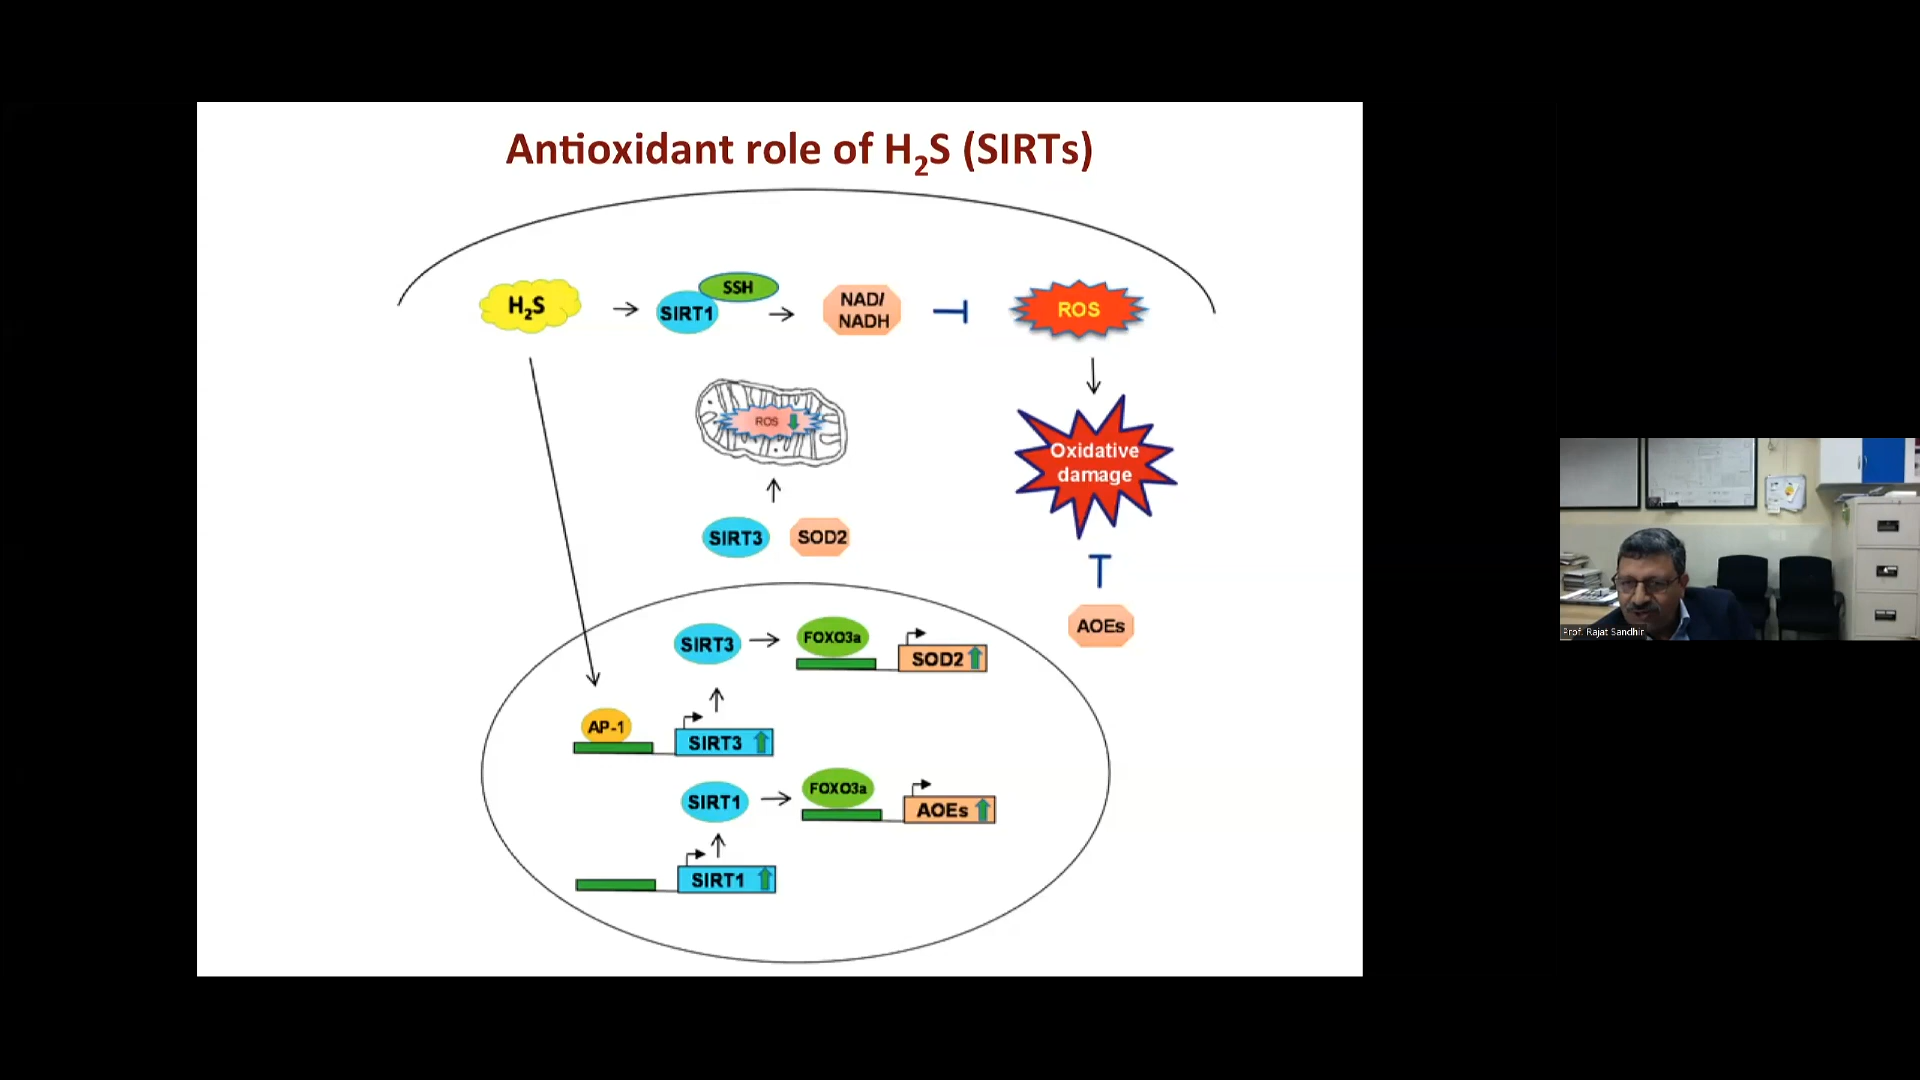 Antioxidant role of H₂S (SIRTs)
H₂S
SSH
SIRT1
NAD/
NADH
ROS
ROS
Oxidative
damage
SIRT3
SOD2
AOEs
SIRT3
FOXO3a
SOD2
AP-1
SIRT3
SIRT1
FOXO3a
AOEs
SIRT1
Prof. Rajat Sandhir